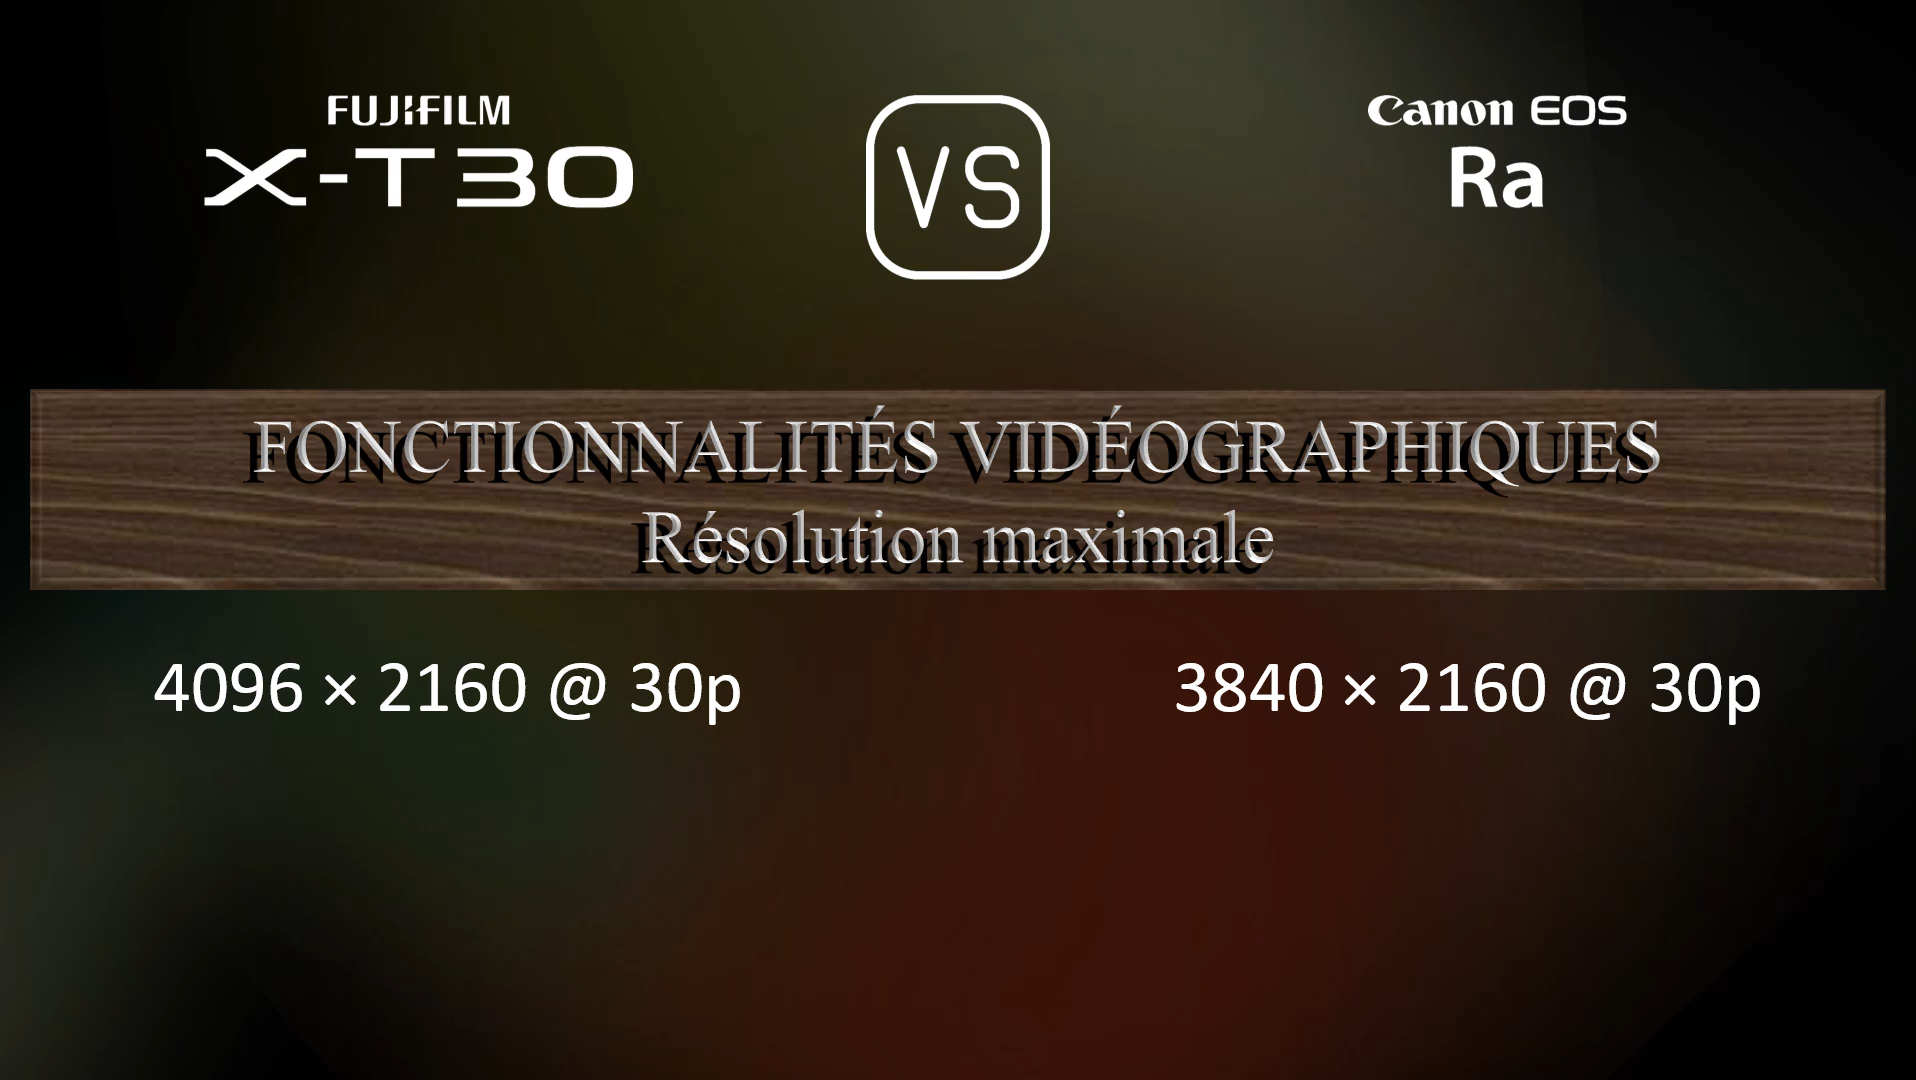 FUJIFILM
X-T30
VS
Canon EOS
Ra
FONCTIONNALITÉS VIDÉOGRAPHIQUES
Résolution maximale
4096 × 2160 @ 30p
3840 × 2160 @ 30p